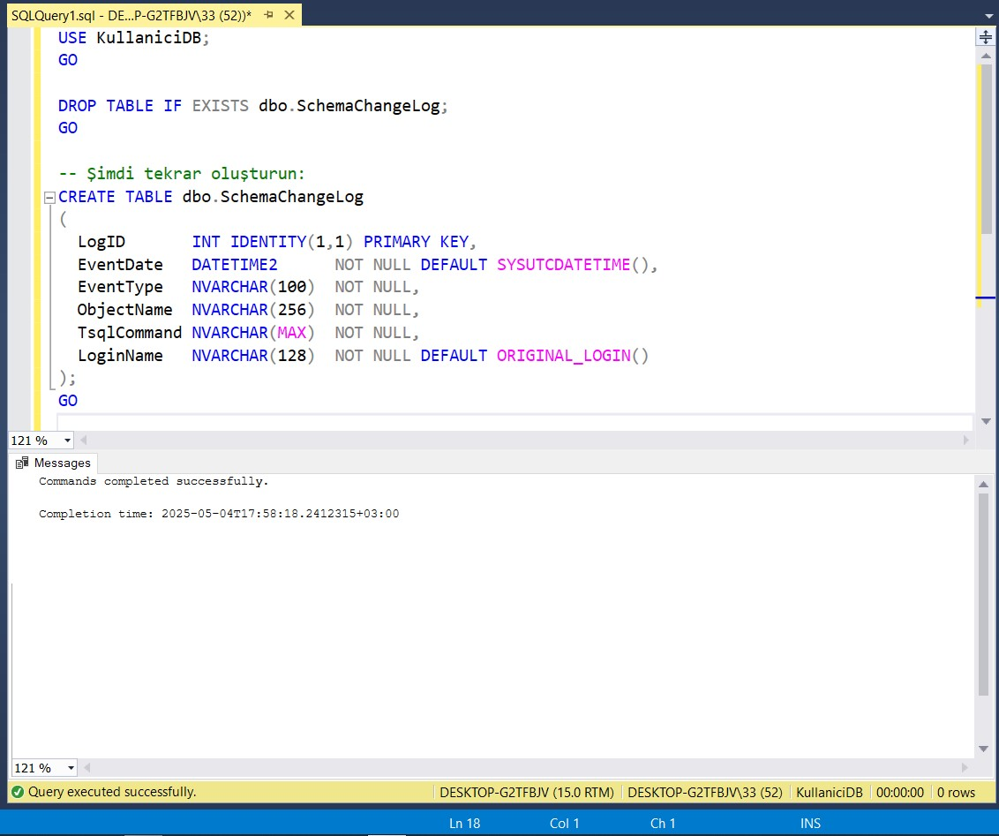 SQLQuery1.sql - DE...P-G2TFBJV\33 (52))*
USE KullaniciDB;
GO
DROP TABLE IF EXISTS dbo.SchemaChangeLog;
GO
-- Şimdi tekrar oluşturun:
CREATE TABLE dbo.SchemaChangeLog
(
LogID INT IDENTITY(1,1) PRIMARY KEY,
EventDate DATETIME2 NOT NULL DEFAULT SYSUTCDATETIME(),
EventType NVARCHAR(100) NOT NULL,
ObjectName NVARCHAR(256) NOT NULL,
TsqlCommand NVARCHAR(MAX) NOT NULL,
LoginName NVARCHAR(128) NOT NULL DEFAULT ORIGINAL_LOGIN()
);
GO
121 %
Messages
Commands completed successfully.
Completion time: 2025-05-04T17:58:18.2412315+03:00
121 %
Query executed successfully. DESKTOP-G2TFBJV (15.0 RTM) DESKTOP-G2TFBJV\33 (52) KullaniciDB 00:00:00 0 rows
Ln 18 Col 1 Ch 1 INS